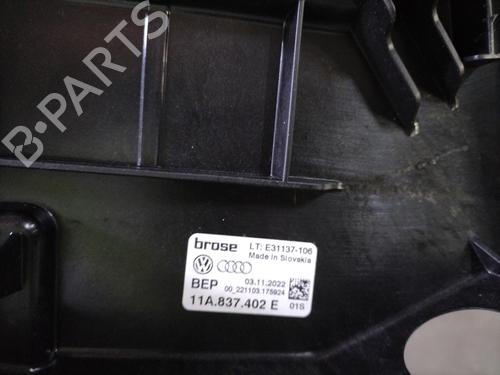 B-PARTS
brose LT: E31137-106
Made in Slovakia
BEP 03.11.2022
00_221103.175924
11A.837.402 E 01S